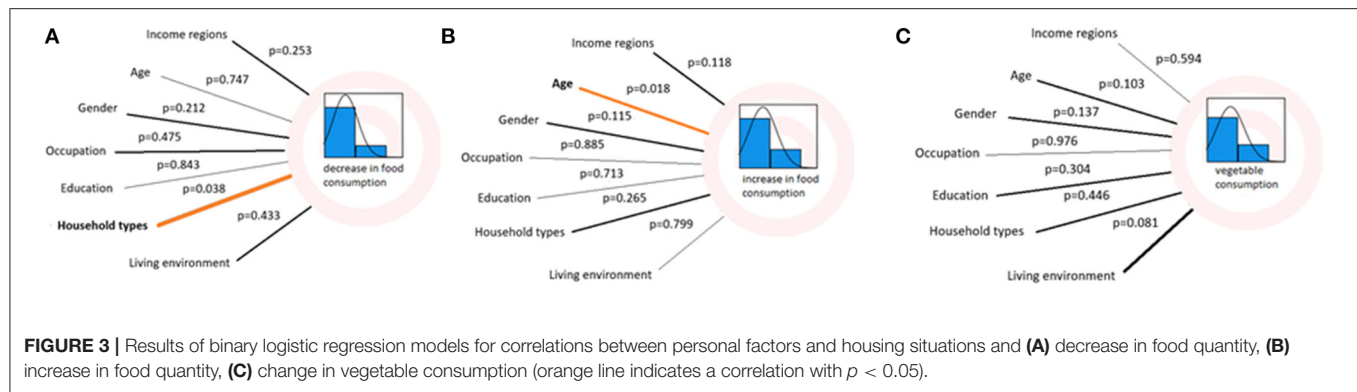 A
Income regions
p=0.253
Age
p=0.747
Gender
p=0.212
p=0.475
Occupation
p=0.843
Education
p=0.038
Household types
p=0.433
Living environment
decrease in food
consumption
B
Income regions
p=0.118
Age
p=0.018
p=0.115
Gender
p=0.885
Occupation
p=0.713
Education
p=0.265
Household types
p=0.799
Living environment
increase in food
consumption
C
Income regions
p=0.594
Age
p=0.103
Gender
p=0.137
p=0.976
Occupation
p=0.304
Education
p=0.446
Household types
p=0.081
Living environment
vegetable
consumption
FIGURE 3 | Results of binary logistic regression models for correlations between personal factors and housing situations and (A) decrease in food quantity, (B)
increase in food quantity, (C) change in vegetable consumption (orange line indicates a correlation with p < 0.05).